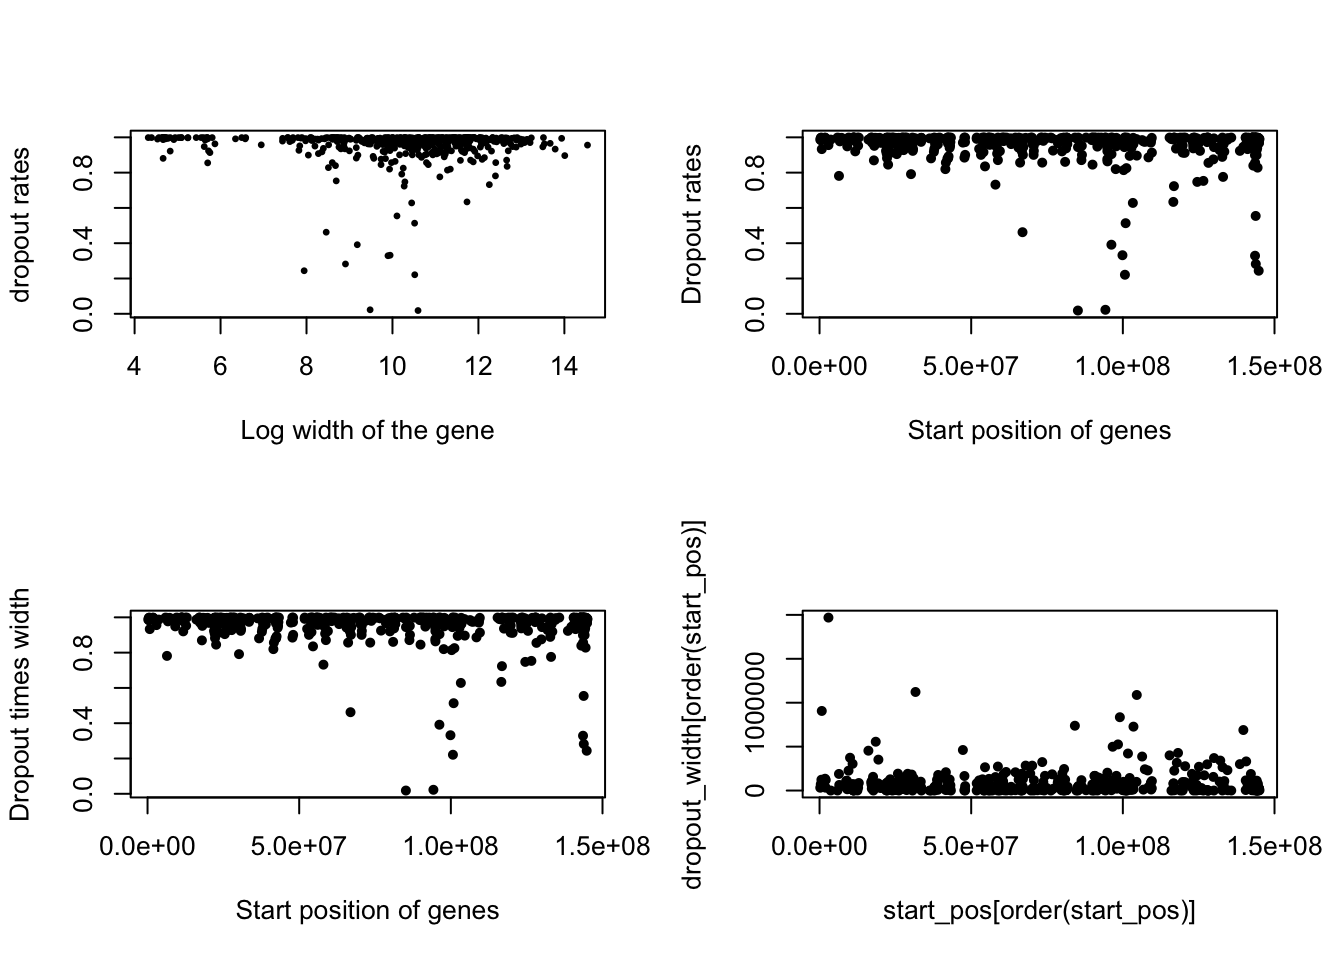 dropout rates
0.0 0.4 0.8
4 6 8 10 12 14
Log width of the gene
Dropout rates
0.0 0.4 0.8
0.0e+00 5.0e+07 1.0e+08 1.5e+08
Start position of genes
Dropout times width
0.0 0.4 0.8
0.0e+00 5.0e+07 1.0e+08 1.5e+08
Start position of genes
dropout_width[order(start_pos)]
0 1000000
0.0e+00 5.0e+07 1.0e+08 1.5e+08
start_pos[order(start_pos)]